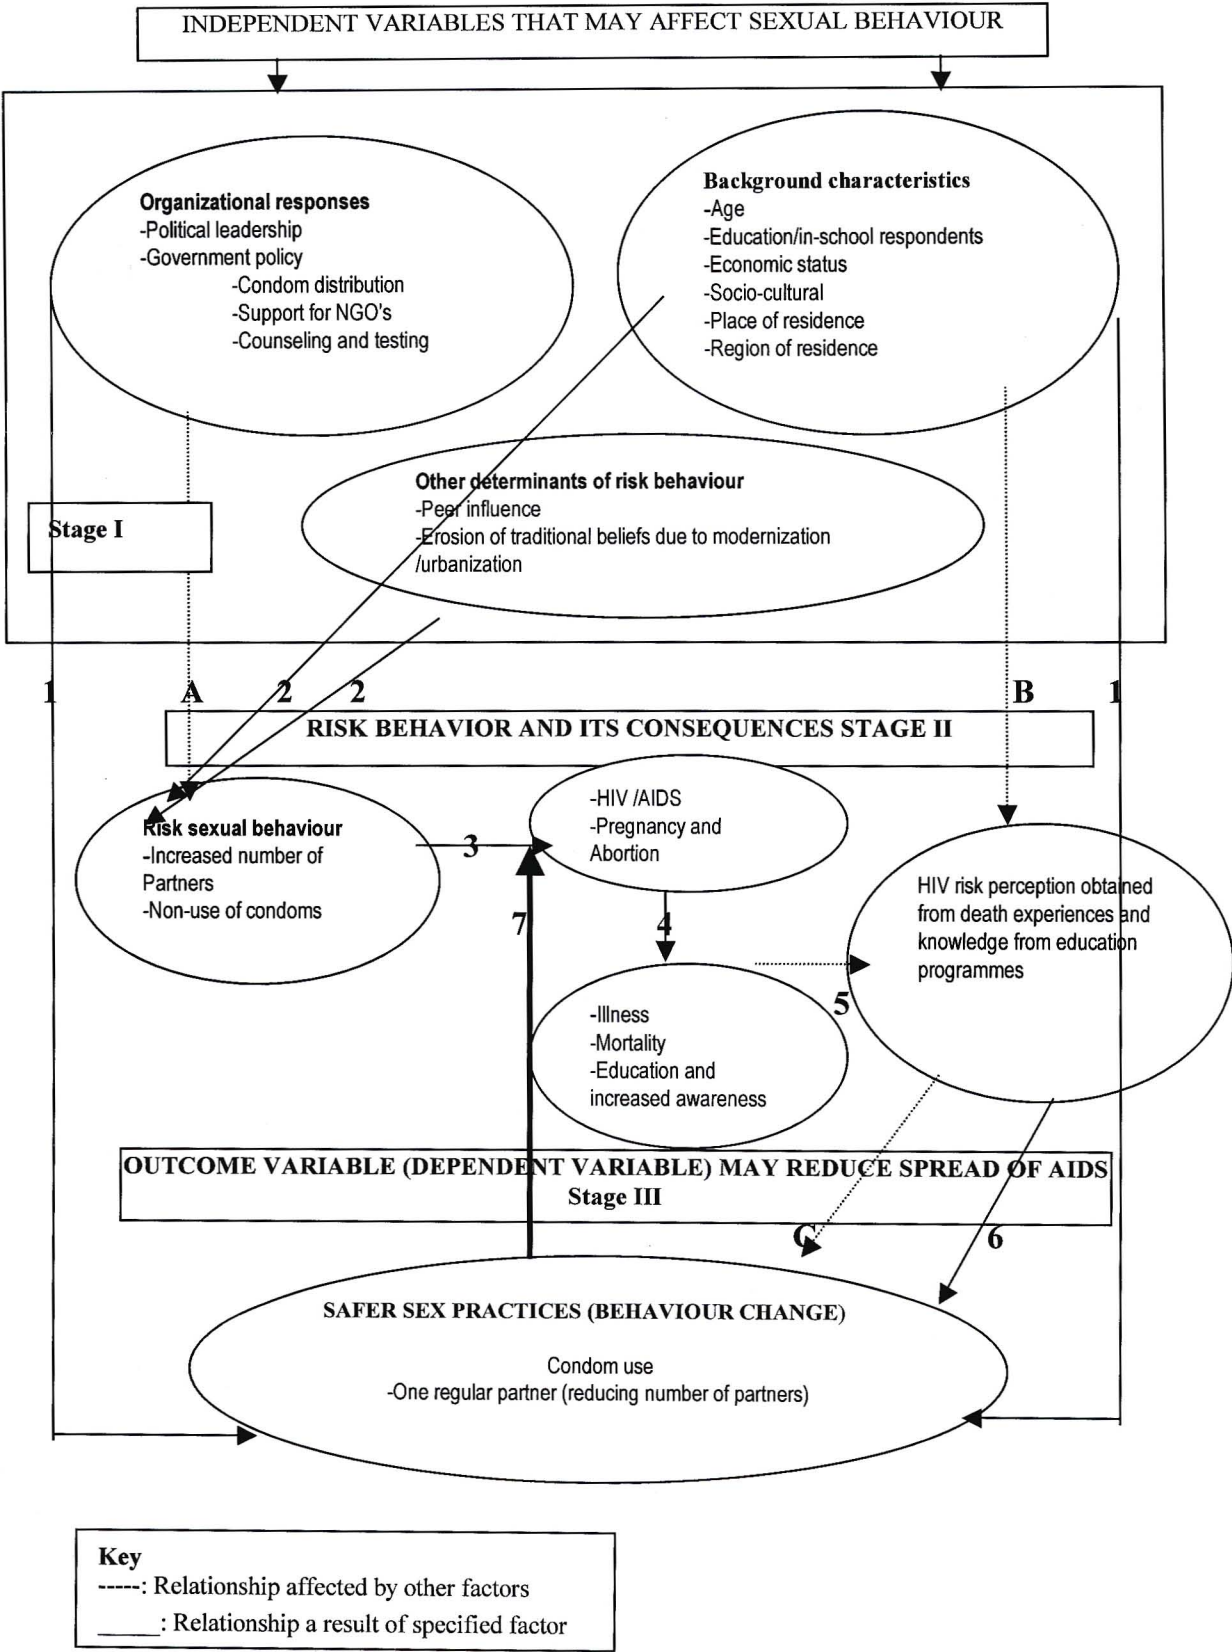 INDEPENDENT VARIABLES THAT MAY AFFECT SEXUAL BEHAVIOUR
Organizational responses
-Political leadership
-Government policy
-Condom distribution
-Support for NGO's
-Counseling and testing
Background characteristics
-Age
-Education/in-school respondents
-Economic status
-Socio-cultural
-Place of residence
-Region of residence
Other determinants of risk behaviour
-Peer influence
-Erosion of traditional beliefs due to modernization
/urbanization
Stage I
1 A 2 2 B 1
RISK BEHAVIOR AND ITS CONSEQUENCES STAGE II
Risk sexual behaviour
-Increased number of
Partners
-Non-use of condoms
3
-HIV /AIDS
-Pregnancy and
Abortion
7
4
HIV risk perception obtained
from death experiences and
knowledge from education
programmes
5
-Illness
-Mortality
-Education and
increased awareness
OUTCOME VARIABLE (DEPENDENT VARIABLE) MAY REDUCE SPREAD OF AIDS
Stage III
C 6
SAFER SEX PRACTICES (BEHAVIOUR CHANGE)
Condom use
-One regular partner (reducing number of partners)
Key
-----: Relationship affected by other factors
_____: Relationship a result of specified factor